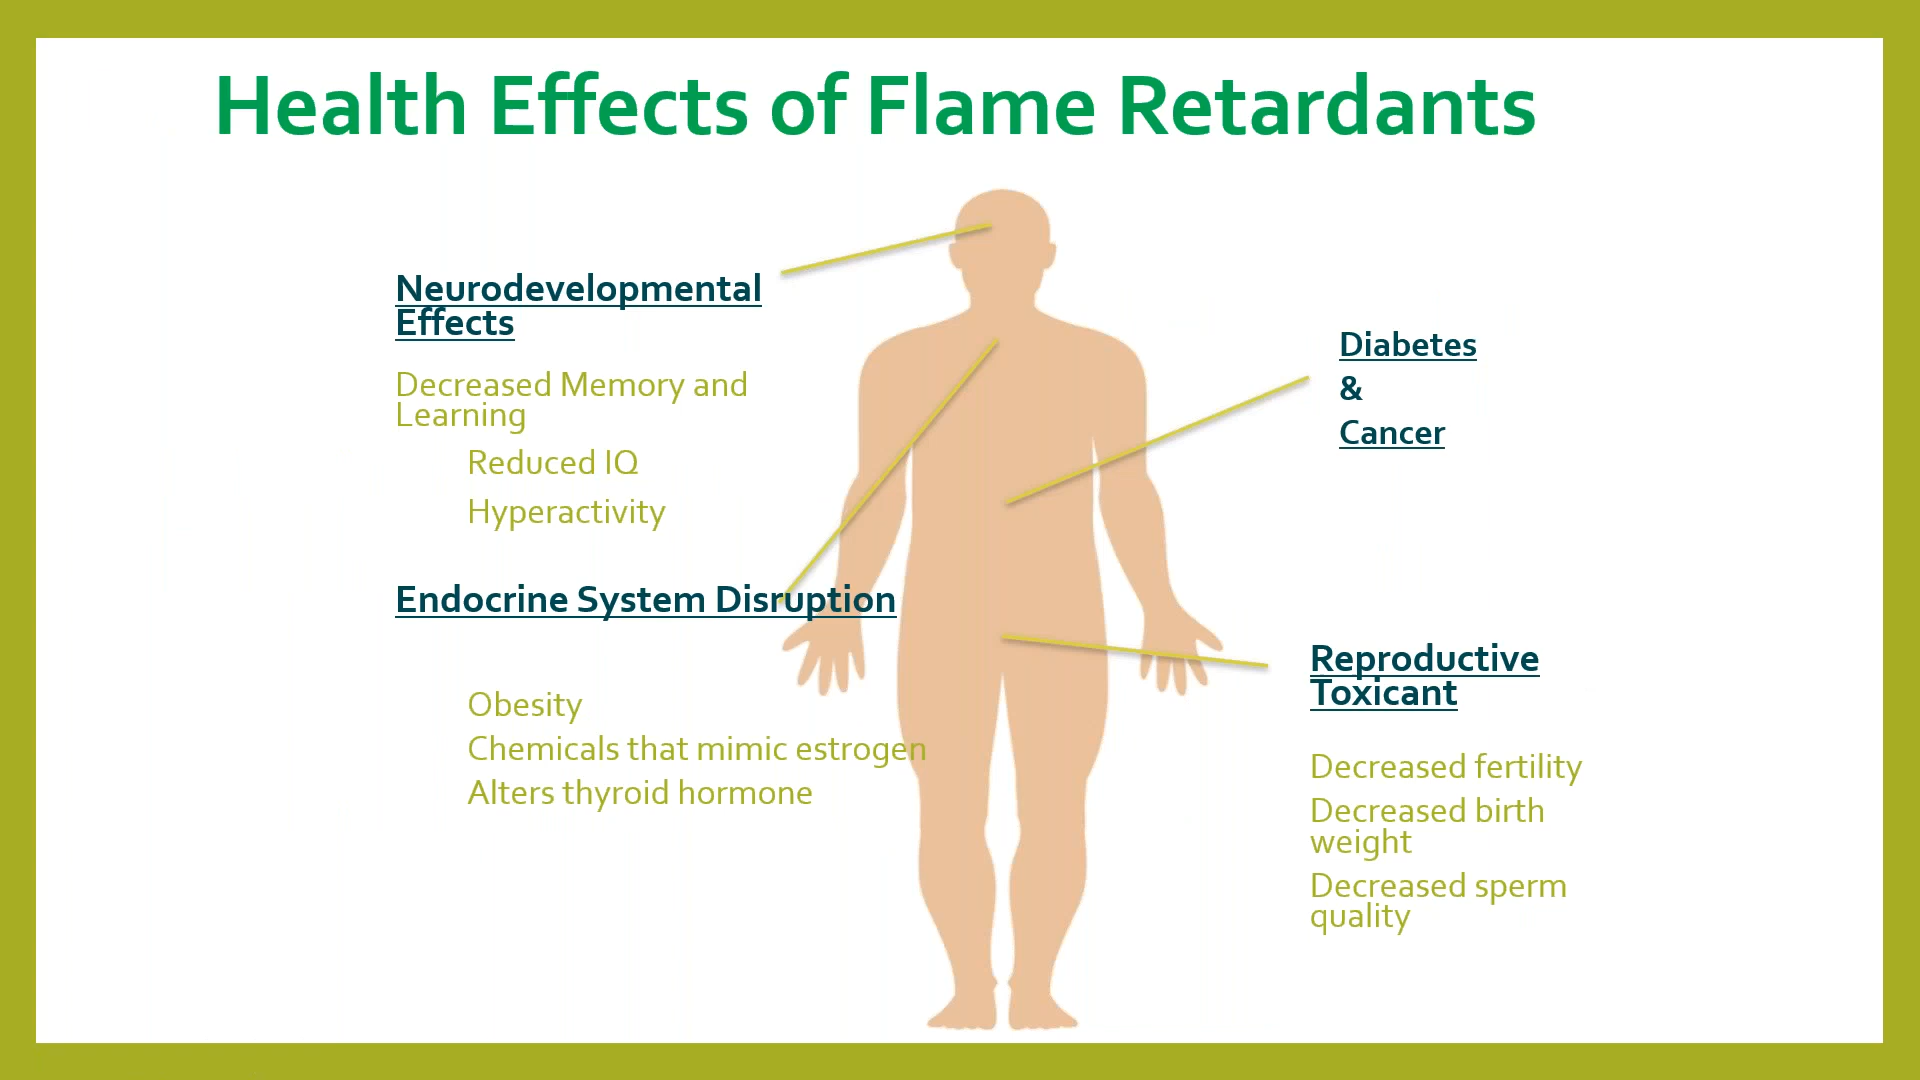 Health Effects of Flame Retardants
Neurodevelopmental
Effects
Decreased Memory and
Learning
Reduced IQ
Hyperactivity
Endocrine System Disruption
Obesity
Chemicals that mimic estrogen
Alters thyroid hormone
Diabetes
&
Cancer
Reproductive
Toxicant
Decreased fertility
Decreased birth
weight
Decreased sperm
quality